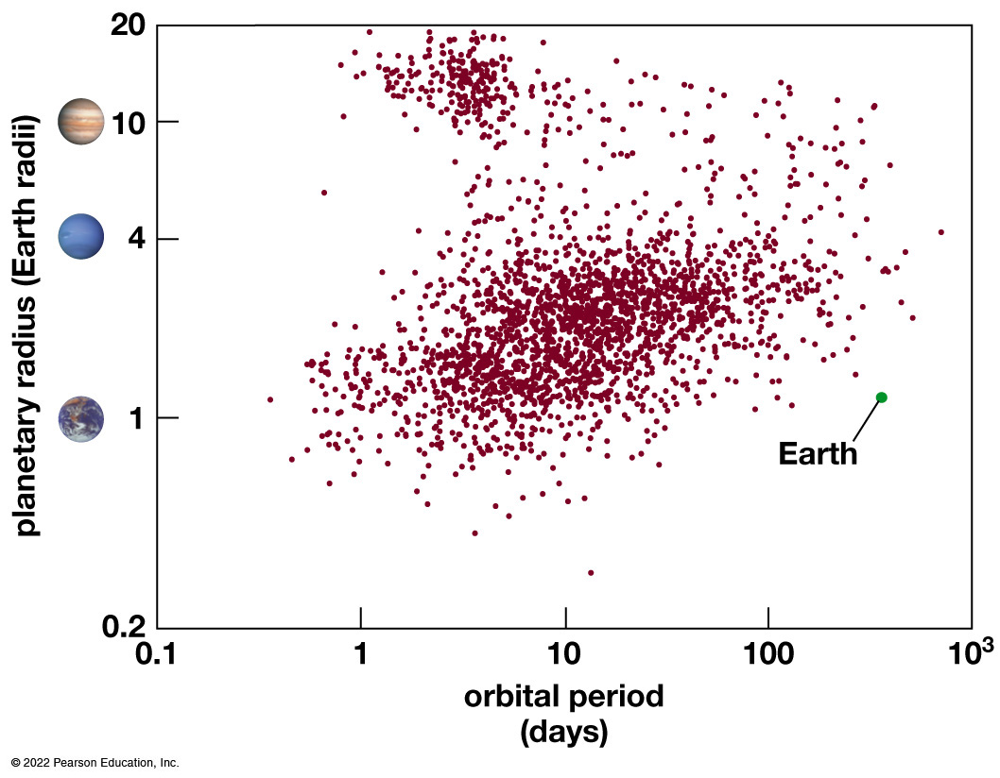 20
10
4
1
0.2
planetary radius (Earth radii)
Earth
0.1
1
10
100
10³
orbital period
(days)
© 2022 Pearson Education, Inc.